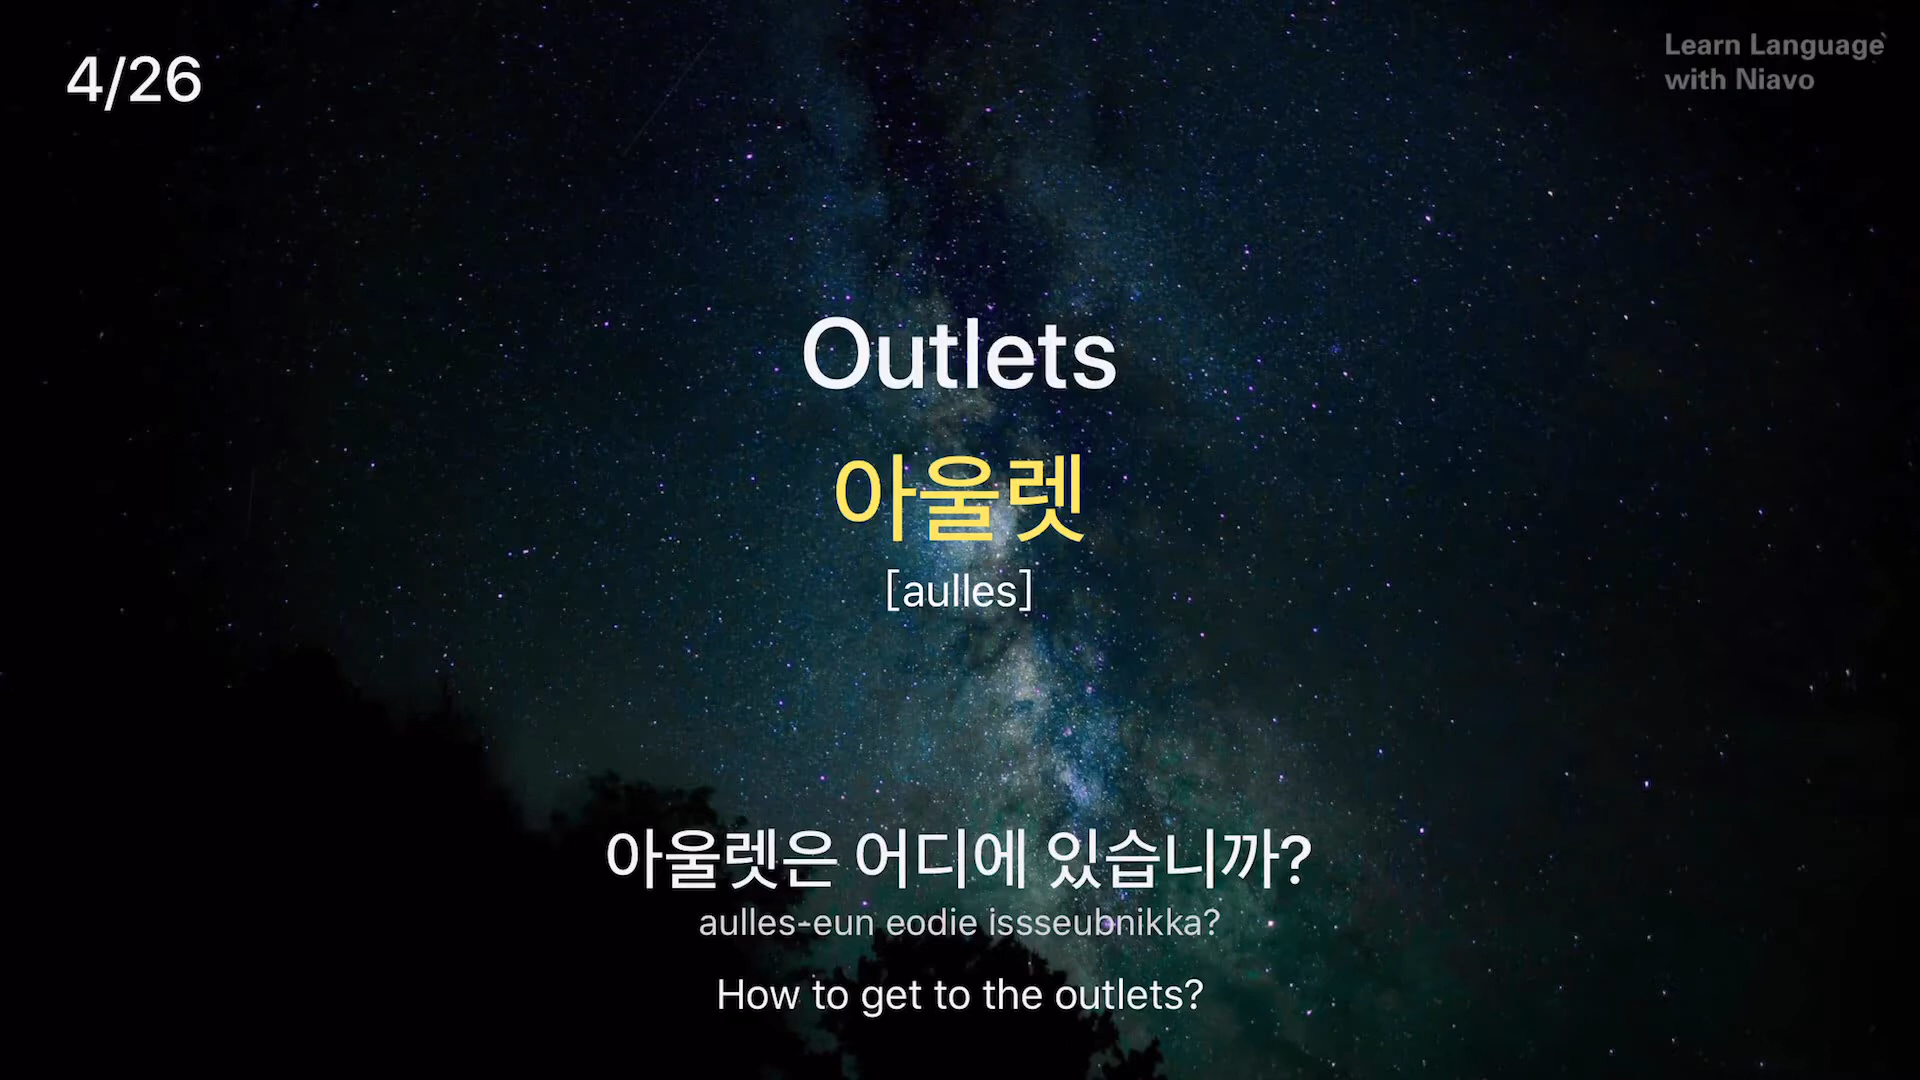 4/26
Learn Language
with Niavo
Outlets
아울렛
[aulles]
아울렛은 어디에 있습니까?
aulles-eun eodie issseubnikka?
How to get to the outlets?